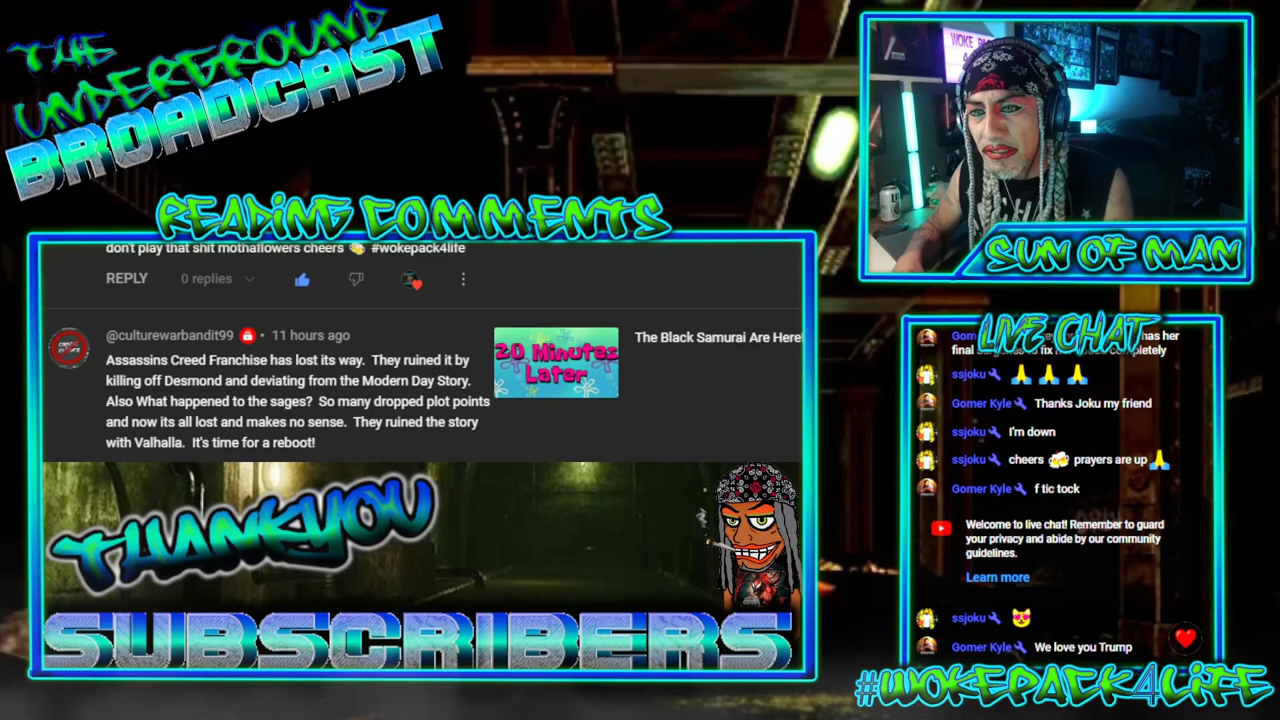 THE
UNDERGROUND
BROADCAST
WOKE
READING COMMENTS
don't play that shit mothaflowers cheers 🍻 #wokepack4life
REPLY 0 replies
@culturewarbandit99 • 11 hours ago
Assassins Creed Franchise has lost its way. They ruined it by
killing off Desmond and deviating from the Modern Day Story.
Also What happened to the sages? So many dropped plot points
and now its all lost and makes no sense. They ruined the story
with Valhalla. It's time for a reboot!
20 Minutes
Later
The Black Samurai Are Here!
THANKYOU
SUBSCRIBERS
SUN OF MAN
LIVE CHAT
has her
final
completely
ssjoku 🙏 🙏 🙏
Gomer Kyle Thanks Joku my friend
ssjoku I'm down
ssjoku cheers 🍻 prayers are up 🙏
Gomer Kyle f tic tock
Welcome to live chat! Remember to guard
your privacy and abide by our community
guidelines.
Learn more
ssjoku 😻
Gomer Kyle We love you Trump
#WOKEPACK4LIFE